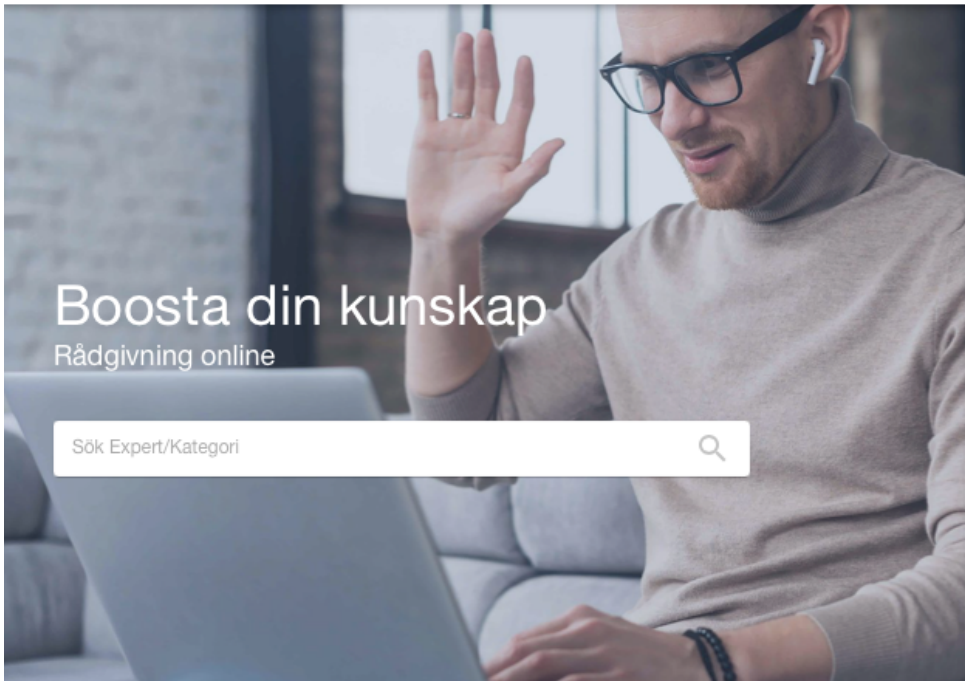 Boosta din kunskap
Rådgivning online
Sök Expert/Kategori